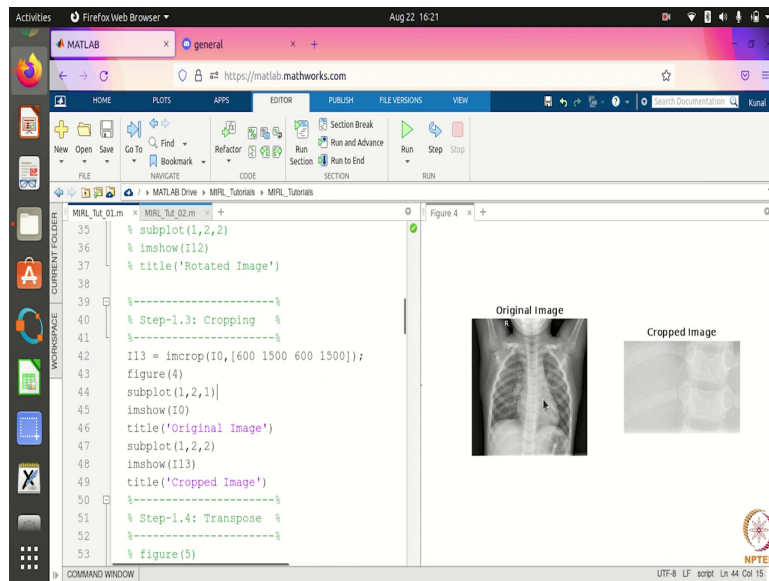 Activities Firefox Web Browser Aug 22 16:21
MATLAB × general × +
https://matlab.mathworks.com
HOME PLOTS APPS EDITOR PUBLISH FILE VERSIONS VIEW Search Documentation Kunal
New Open Save Go To Find Bookmark Refactor Run Section Section Break Run and Advance Run to End Run Step Stop
FILE NAVIGATE CODE SECTION RUN
/ > MATLAB Drive > MIRL_Tutorials > MIRL_Tutorials
CURRENT FOLDER
WORKSPACE
MIRL_Tut_01.m × MIRL_Tut_02.m × +
35 % subplot(1,2,2)
36 % imshow(I12)
37 % title('Rotated Image')
38
39 %----------------------%
40 % Step-1.3: Cropping %
41 %----------------------%
42 I13 = imcrop(I0,[600 1500 600 1500]);
43 figure(4)
44 subplot(1,2,1)
45 imshow(I0)
46 title('Original Image')
47 subplot(1,2,2)
48 imshow(I13)
49 title('Cropped Image')
50 %----------------------%
51 % Step-1.4: Transpose %
52 %----------------------%
53 % figure(5)
Figure 4 × +
Original Image
R
Cropped Image
NPTEL
COMMAND WINDOW UTF-8 LF script Ln 44 Col 15